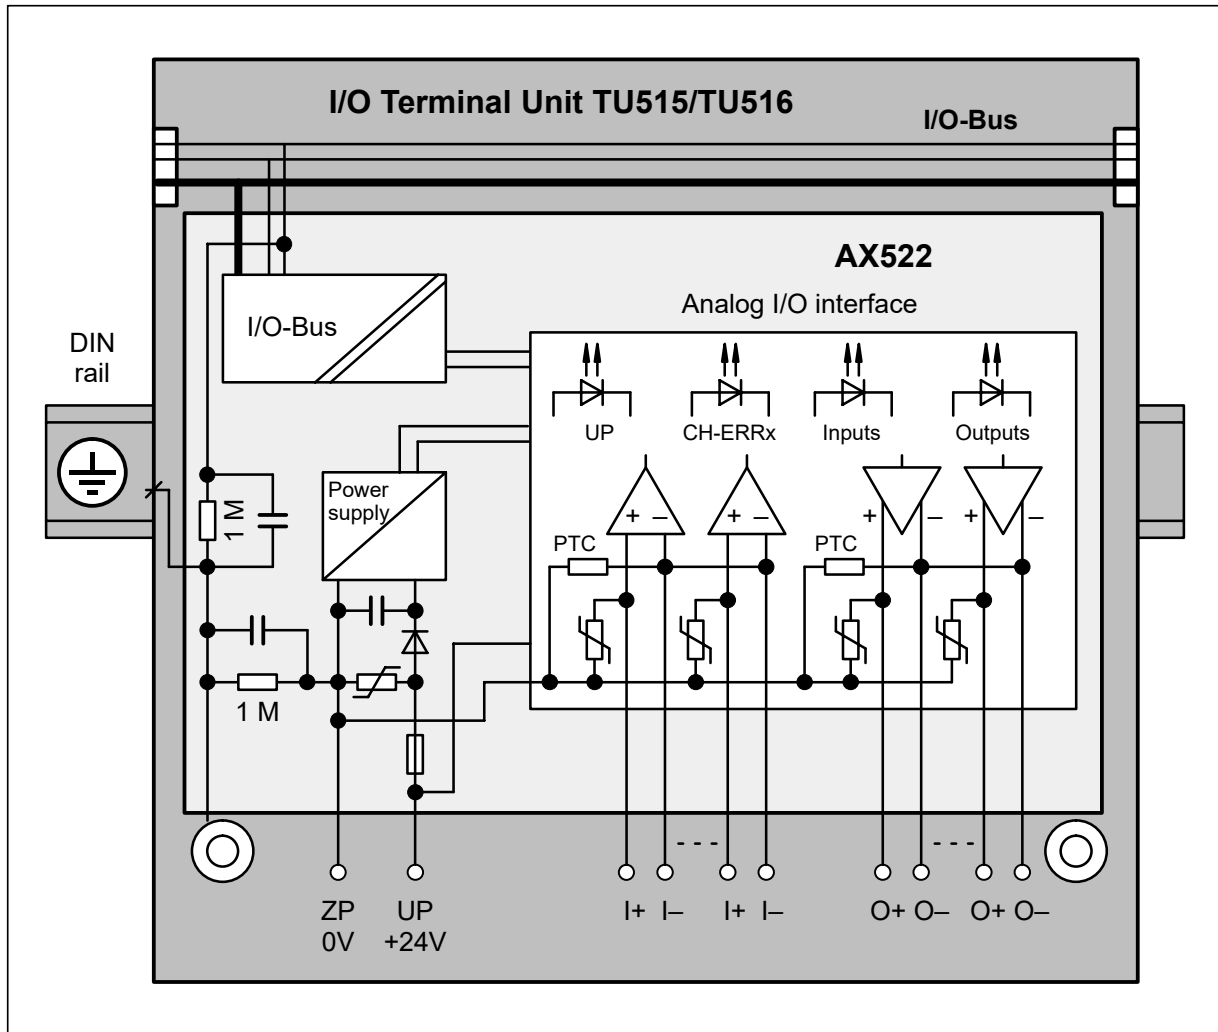 I/O Terminal Unit TU515/TU516
I/O-Bus
AX522
Analog I/O interface
I/O-Bus
DIN
rail
UP
CH-ERRx
Inputs
Outputs
Power
supply
1 M
+ –
+ –
+ –
+ –
PTC
PTC
1 M
- - -
- - -
ZP
0V
UP
+24V
I+ I–
I+ I–
O+ O–
O+ O–